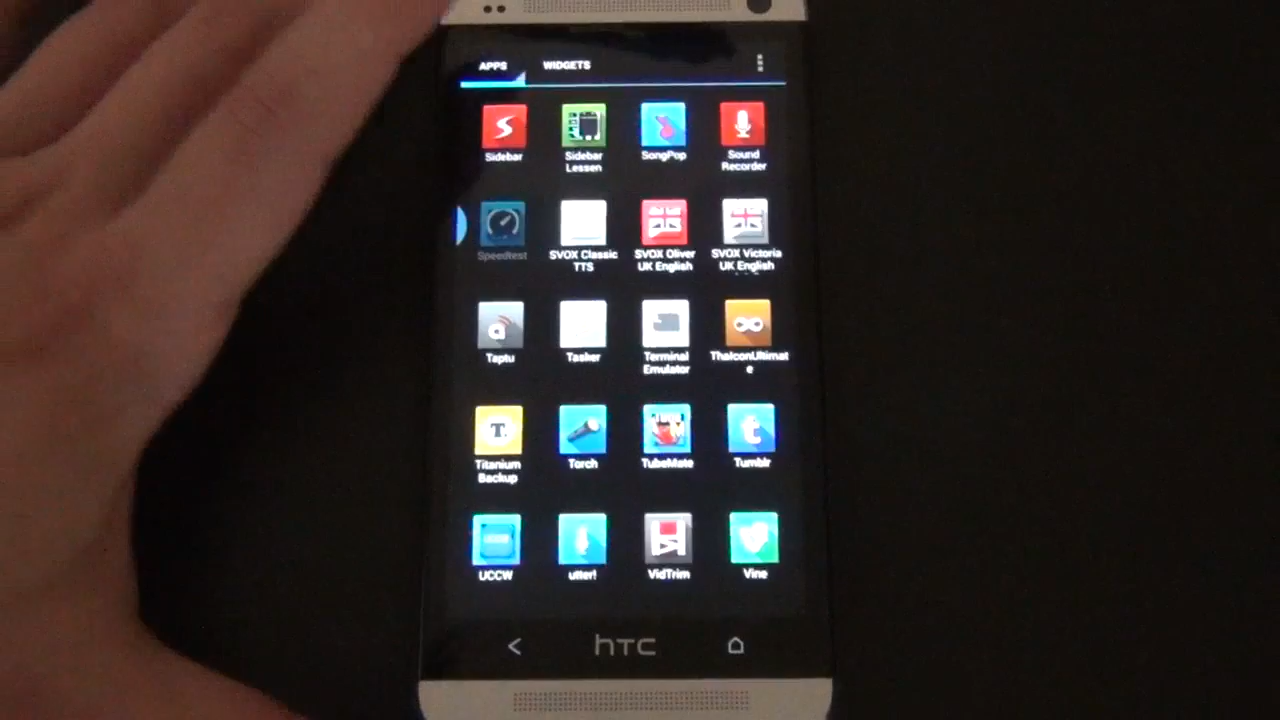 APPS WIDGETS
Sidebar
Sidebar
Lessen
SongPop
Sound
Recorder
Speedtest
SVOX Classic
TTS
SVOX Oliver
UK English
SVOX Victoria
UK English
Taptu
Tasker
Terminal
Emulator
ThaIconUltimat
e
T.
Titanium
Backup
Torch
TubeMate
t
Tumblr
UCCW
utter!
VidTrim
Vine
hTC